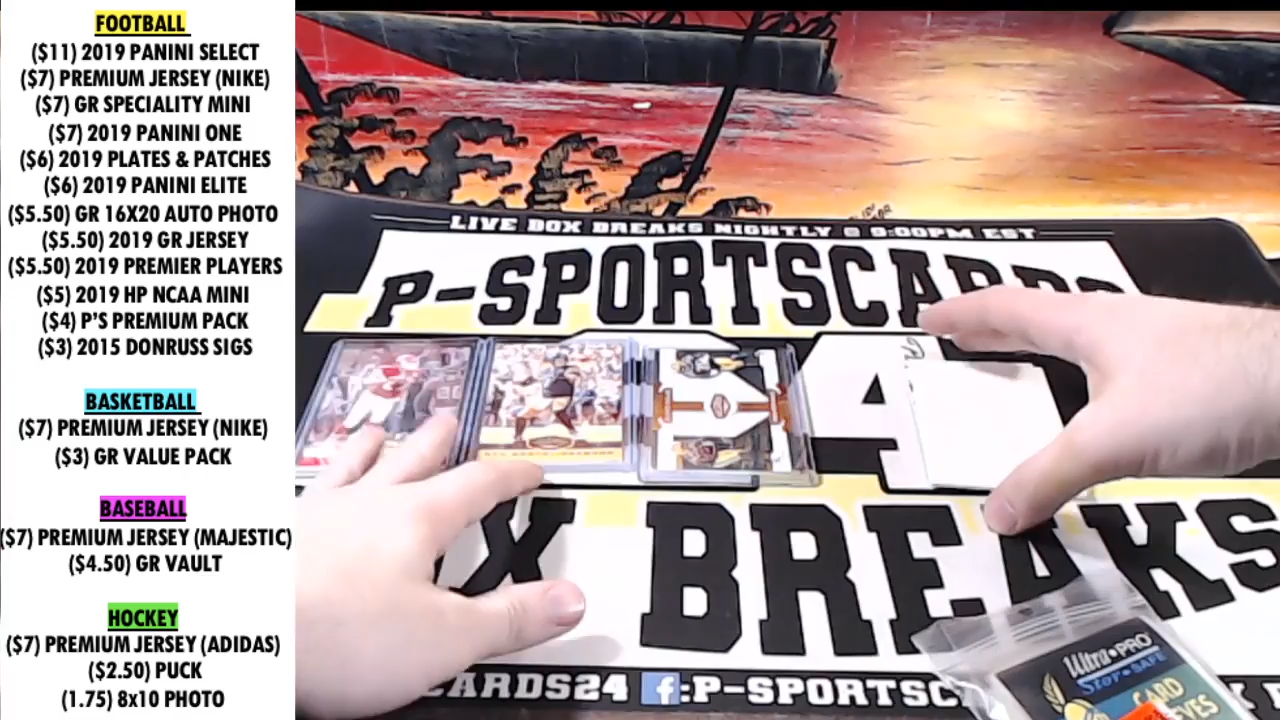 FOOTBALL
($11) 2019 PANINI SELECT
($7) PREMIUM JERSEY (NIKE)
($7) GR SPECIALITY MINI
($7) 2019 PANINI ONE
($6) 2019 PLATES & PATCHES
($6) 2019 PANINI ELITE
($5.50) GR 16X20 AUTO PHOTO
($5.50) 2019 GR JERSEY
($5.50) 2019 PREMIER PLAYERS
($5) 2019 HP NCAA MINI
($4) P'S PREMIUM PACK
($3) 2015 DONRUSS SIGS
BASKETBALL
($7) PREMIUM JERSEY (NIKE)
($3) GR VALUE PACK
BASEBALL
($7) PREMIUM JERSEY (MAJESTIC)
($4.50) GR VAULT
HOCKEY
($7) PREMIUM JERSEY (ADIDAS)
($2.50) PUCK
(1.75) 8x10 PHOTO
LIVE BOX BREAKS NIGHTLY @ 9:00PM EST
P-SPORTSCARDS
24
X BREAKS
CARDS24 f:P-SPORTSC
Ultra•PRO
Stor•SAFE
CARD